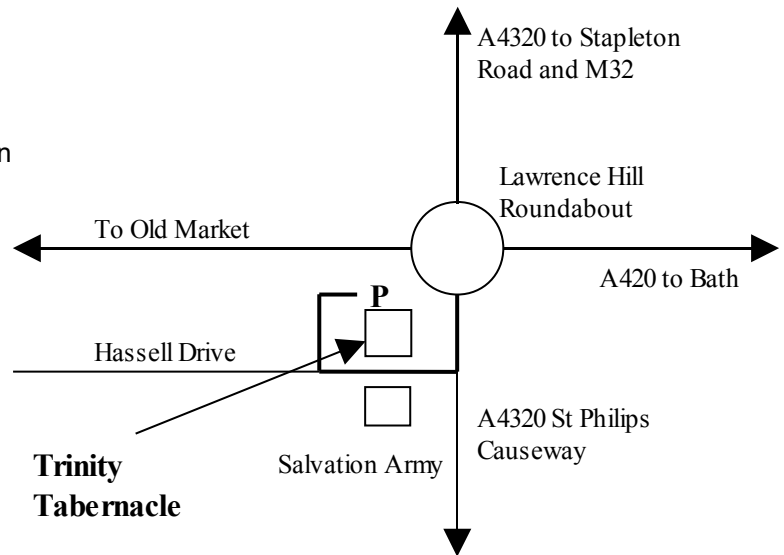 A4320 to Stapleton
Road and M32
n
Lawrence Hill
Roundabout
To Old Market
A420 to Bath
P
Hassell Drive
A4320 St Philips
Causeway
Salvation Army
Trinity
Tabernacle